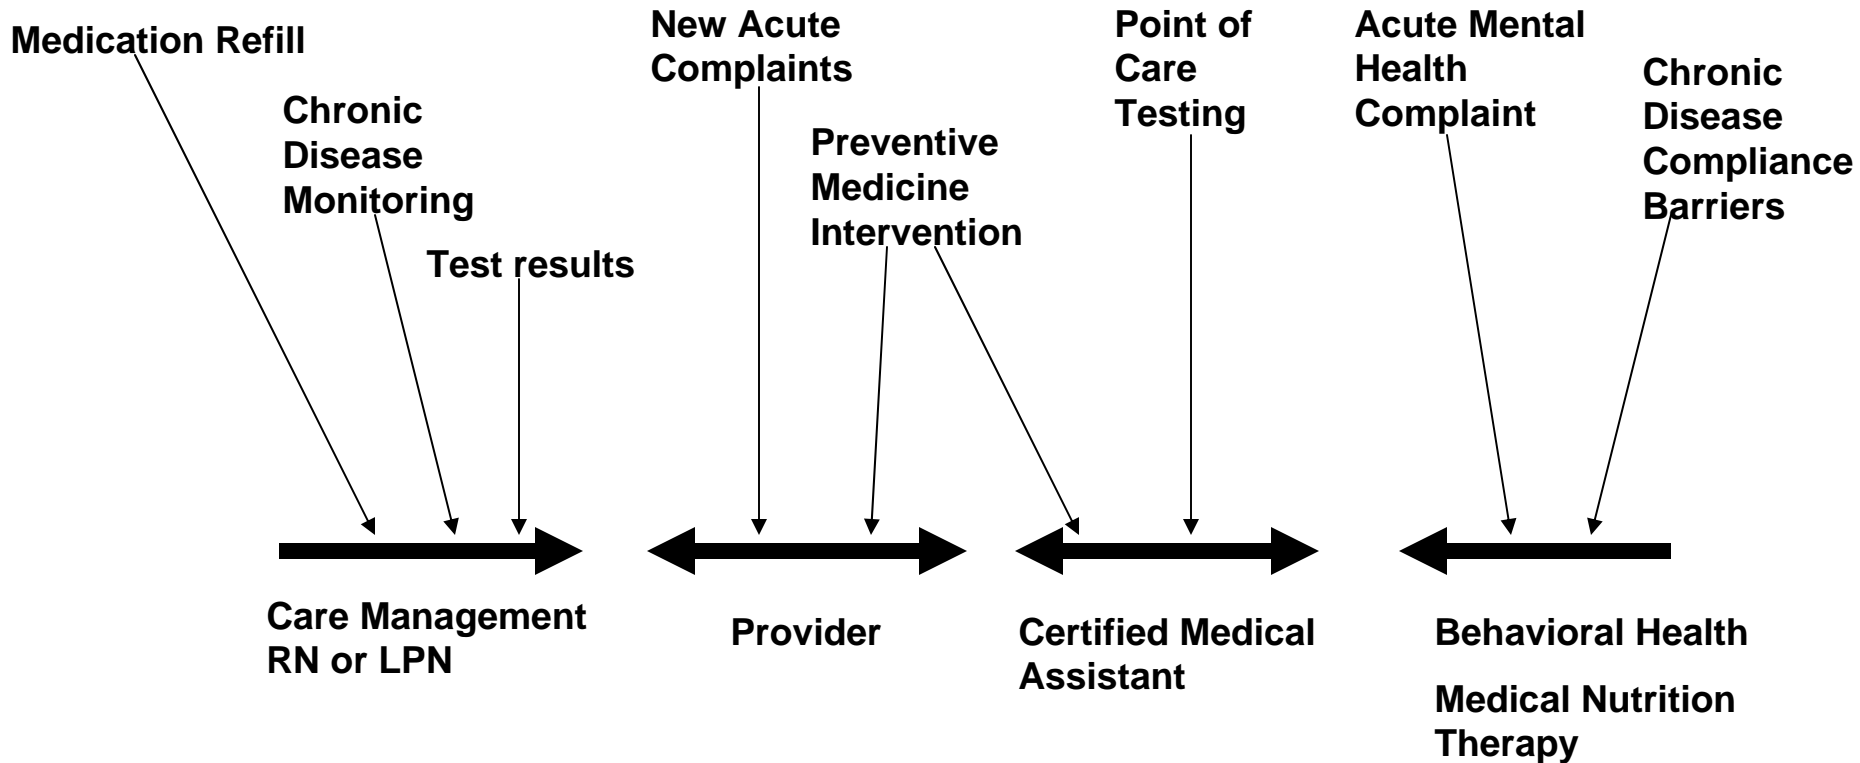 Medication Refill
Chronic
Disease
Monitoring
Test results
New Acute
Complaints
Preventive
Medicine
Intervention
Point of
Care
Testing
Acute Mental
Health
Complaint
Chronic
Disease
Compliance
Barriers
Care Management
RN or LPN
Provider
Certified Medical
Assistant
Behavioral Health
Medical Nutrition
Therapy